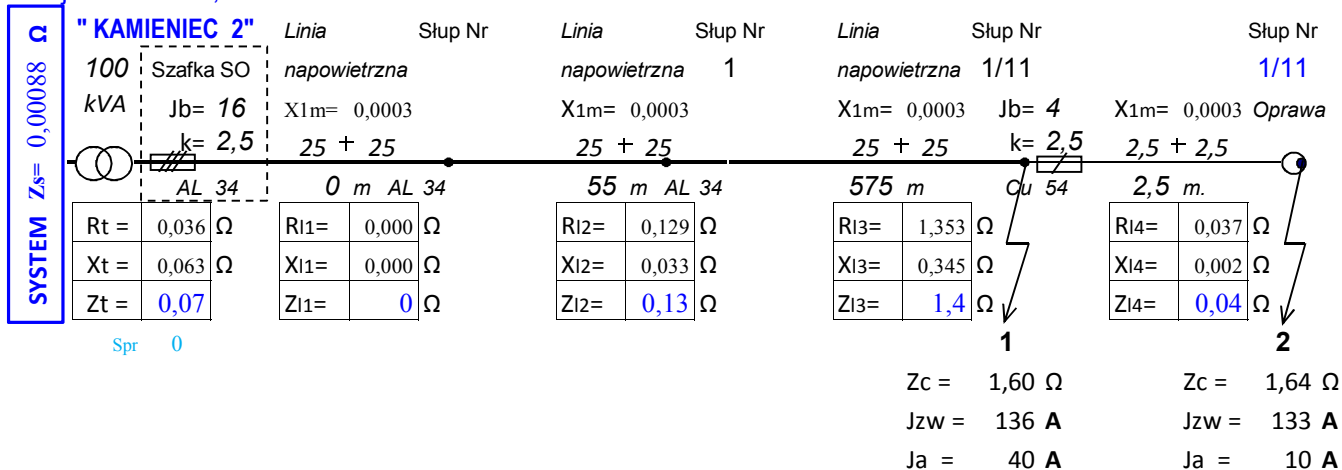 SYSTEM Zs= 0,00088 Ω
" KAMIENIEC 2" Linia Słup Nr Linia Słup Nr Linia Słup Nr Słup Nr
100 Szafka SO napowietrzna napowietrzna 1 napowietrzna 1/11 1/11
kVA Jb= 16 X1m= 0,0003 X1m= 0,0003 X1m= 0,0003 Jb= 4 X1m= 0,0003 Oprawa
k= 2,5 25 + 25 25 + 25 25 + 25 k= 2,5 2,5 + 2,5
AL 34 0 m AL 34 55 m AL 34 575 m Cu 54 2,5 m.
Rt = 0,036 Ω Rl1= 0,000 Ω Rl2= 0,129 Ω Rl3= 1,353 Ω Rl4= 0,037 Ω
Xt = 0,063 Ω Xl1= 0,000 Ω Xl2= 0,033 Ω Xl3= 0,345 Ω Xl4= 0,002 Ω
Zt = 0,07 Zl1= 0 Ω Zl2= 0,13 Ω Zl3= 1,4 Ω Zl4= 0,04 Ω
Spr 0 1 2
Zc = 1,60 Ω Zc = 1,64 Ω
Jzw = 136 A Jzw = 133 A
Ja = 40 A Ja = 10 A